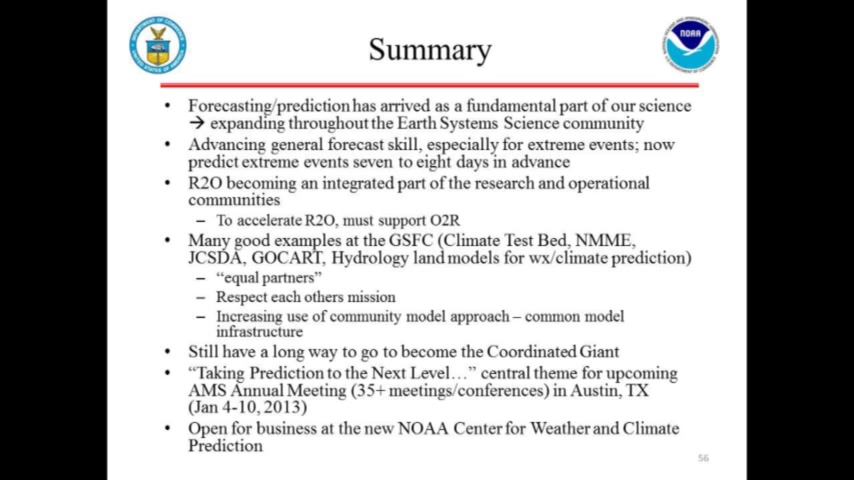 Summary
NOAA
• Forecasting/prediction has arrived as a fundamental part of our science
→ expanding throughout the Earth Systems Science community
• Advancing general forecast skill, especially for extreme events; now
predict extreme events seven to eight days in advance
• R2O becoming an integrated part of the research and operational
communities
– To accelerate R2O, must support O2R
• Many good examples at the GSFC (Climate Test Bed, NMME,
JCSDA, GOCART, Hydrology land models for wx/climate prediction)
– “equal partners”
– Respect each others mission
– Increasing use of community model approach – common model
infrastructure
• Still have a long way to go to become the Coordinated Giant
• “Taking Prediction to the Next Level…” central theme for upcoming
AMS Annual Meeting (35+ meetings/conferences) in Austin, TX
(Jan 4-10, 2013)
• Open for business at the new NOAA Center for Weather and Climate
Prediction
56